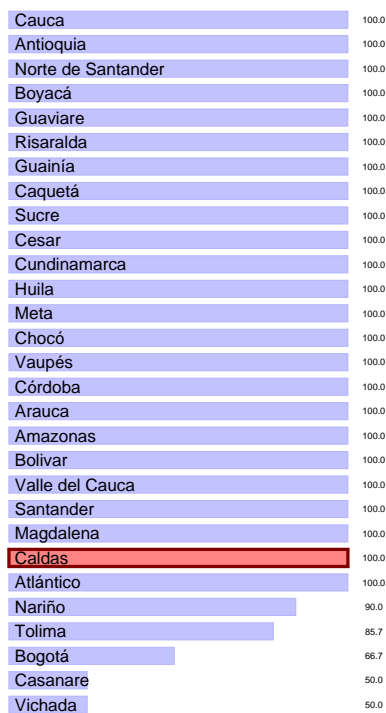 Cauca 100.0
Antioquia 100.0
Norte de Santander 100.0
Boyacá 100.0
Guaviare 100.0
Risaralda 100.0
Guainía 100.0
Caquetá 100.0
Sucre 100.0
Cesar 100.0
Cundinamarca 100.0
Huila 100.0
Meta 100.0
Chocó 100.0
Vaupés 100.0
Córdoba 100.0
Arauca 100.0
Amazonas 100.0
Bolivar 100.0
Valle del Cauca 100.0
Santander 100.0
Magdalena 100.0
Caldas 100.0
Atlántico 100.0
Nariño 90.0
Tolima 85.7
Bogotá 66.7
Casanare 50.0
Vichada 50.0